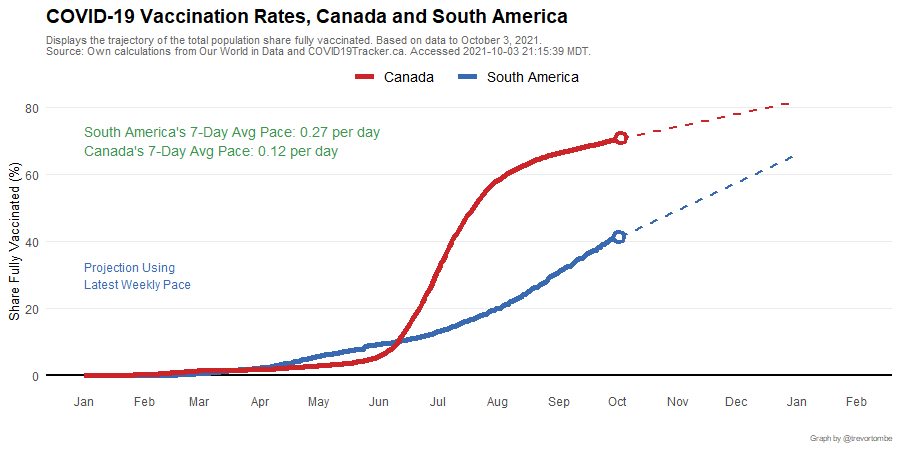 COVID-19 Vaccination Rates, Canada and South America
Displays the trajectory of the total population share fully vaccinated. Based on data to October 3, 2021.
Source: Own calculations from Our World in Data and COVID19Tracker.ca. Accessed 2021-10-03 21:15:39 MDT.
Canada South America
80
South America's 7-Day Avg Pace: 0.27 per day
Canada's 7-Day Avg Pace: 0.12 per day
60
Share Fully Vaccinated (%)
40
Projection Using
Latest Weekly Pace
20
0
Jan Feb Mar Apr May Jun Jul Aug Sep Oct Nov Dec Jan Feb
Graph by @trevortombe